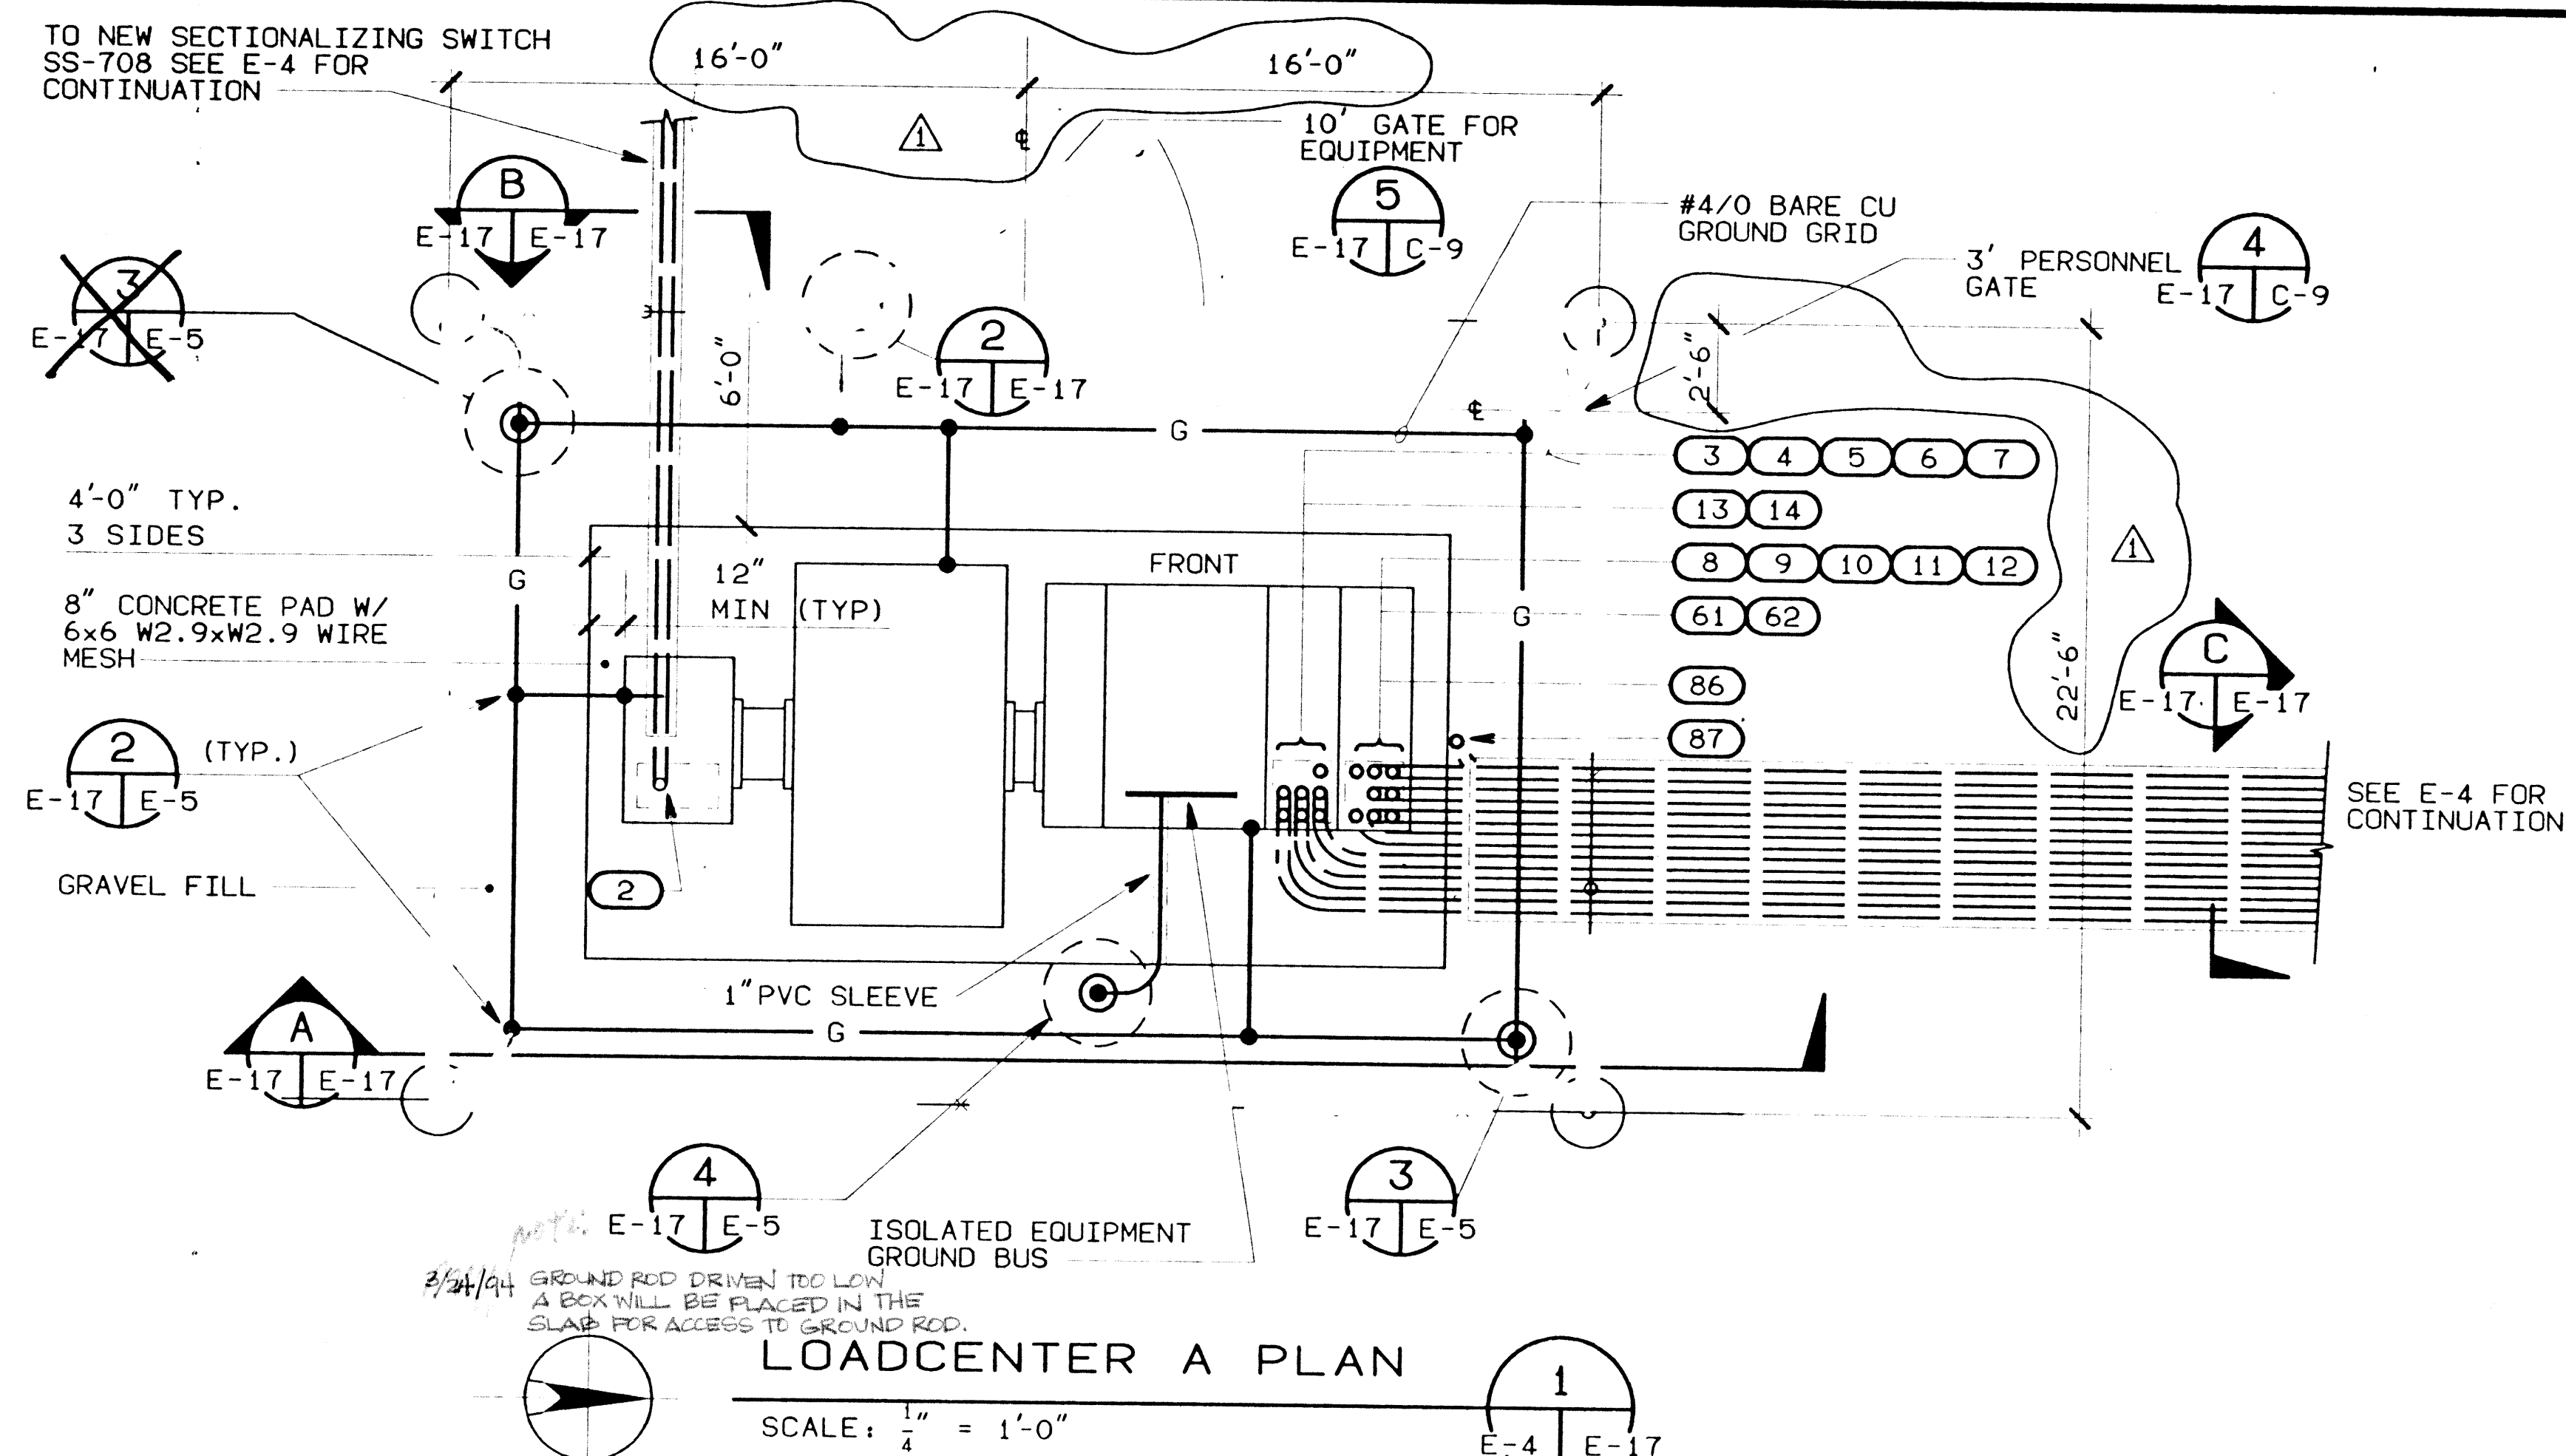 TO NEW SECTIONALIZING SWITCH
SS-708 SEE E-4 FOR
CONTINUATION
16'-0"
16'-0"
1
℄
10' GATE FOR
EQUIPMENT
B
E-17 E-17
5
E-17 C-9
#4/0 BARE CU
GROUND GRID
3' PERSONNEL
GATE
4
E-17 C-9
3
E-17 E-5
2
E-17 E-17
6'-0"
2'-6"
℄
G
3 4 5 6 7
13 14
8 9 10 11 12
61 62
86
87
1
22'-6"
4'-0" TYP.
3 SIDES
G
12"
MIN (TYP)
FRONT
G
8" CONCRETE PAD W/
6x6 W2.9xW2.9 WIRE
MESH
C
E-17 E-17
2 (TYP.)
E-17 E-5
SEE E-4 FOR
CONTINUATION
GRAVEL FILL
2
1" PVC SLEEVE
G
A
E-17 E-17
4
E-17 E-5
ISOLATED EQUIPMENT
GROUND BUS
3
E-17 E-5
note:
3/24/94 GROUND ROD DRIVEN TOO LOW
A BOX WILL BE PLACED IN THE
SLAB FOR ACCESS TO GROUND ROD.
LOADCENTER A PLAN
SCALE: 1/4" = 1'-0"
1
E-4 E-17